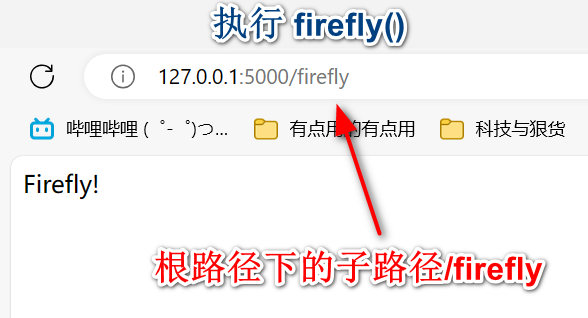 执行 firefly()
127.0.0.1:5000/firefly
哔哩哔哩 (゜-゜)つ... 有点用的有点用 科技与狠货
Firefly!
根路径下的子路径/firefly